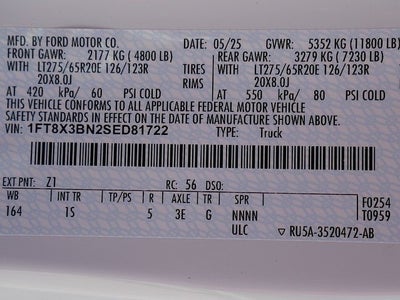 MFD. BY FORD MOTOR CO. 05/25 GVWR: 5352 KG (11800 LB)
FRONT GAWR: 2177 KG ( 4800 LB) REAR GAWR: 3279 KG ( 7230 LB)
WITH LT275/65R20E 126/123R TIRES WITH LT275/65R20E 126/123R
20X8.0J RIMS 20X8.0J
AT 420 kPa/ 60 PSI COLD AT 550 kPa/ 80 PSI COLD
THIS VEHICLE CONFORMS TO ALL APPLICABLE FEDERAL MOTOR VEHICLE
SAFETY STANDARDS IN EFFECT ON THE DATE OF MANUFACTURE SHOWN ABOVE.
VIN: 1FT8X3BN2SED81722 TYPE: Truck
EXT PNT: Z1 RC: 56 DSO:
WB INT TR TP/PS R AXLE TR SPR F0254
164 1S 5 3E G NNNN T0959
ULC ▼ RU5A-3520472-AB